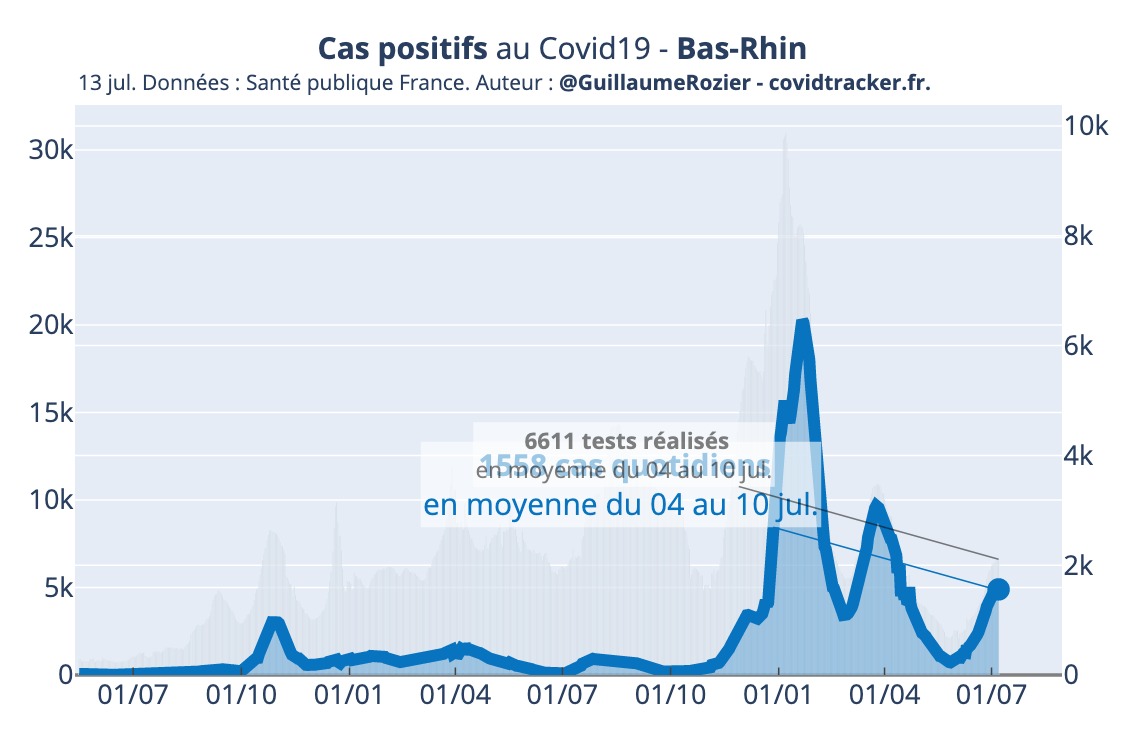 Cas positifs au Covid19 - Bas-Rhin
13 jul. Données : Santé publique France. Auteur : @GuillaumeRozier - covidtracker.fr.
10k
30k
25k
8k
20k
6k
15k
6611 tests réalisés
4k
1558 cas quotidiens
en moyenne du 04 au 10 jul.
10k
en moyenne du 04 au 10 jul.
2k
5k
0
0
01/07 01/10 01/01 01/04 01/07 01/10 01/01 01/04 01/07